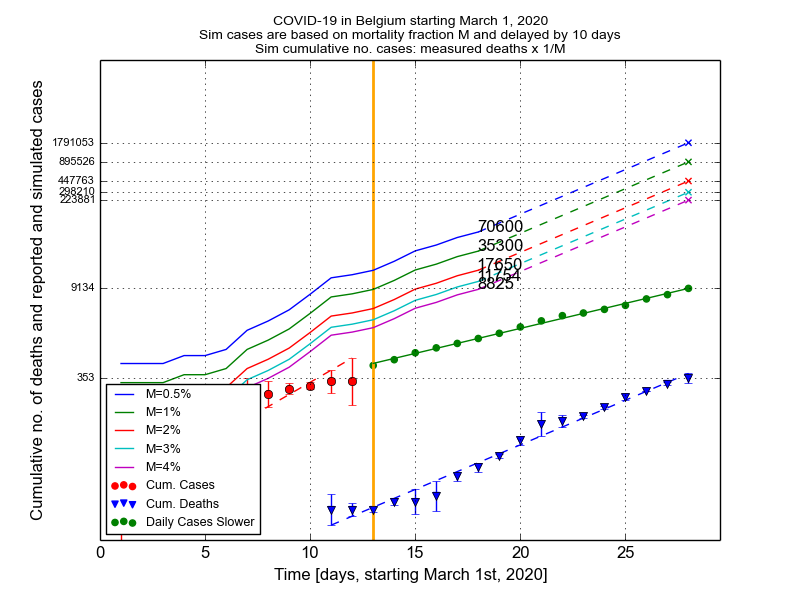 COVID-19 in Belgium starting March 1, 2020
Sim cases are based on mortality fraction M and delayed by 10 days
Sim cumulative no. cases: measured deaths x 1/M
Cumulative no. of deaths and reported and simulated cases
1791053
895526
447763
298210
223881
9134
353
70600
35300
17650
11754
8825
M=0.5%
M=1%
M=2%
M=3%
M=4%
Cum. Cases
Cum. Deaths
Daily Cases Slower
0 5 10 15 20 25
Time [days, starting March 1st, 2020]